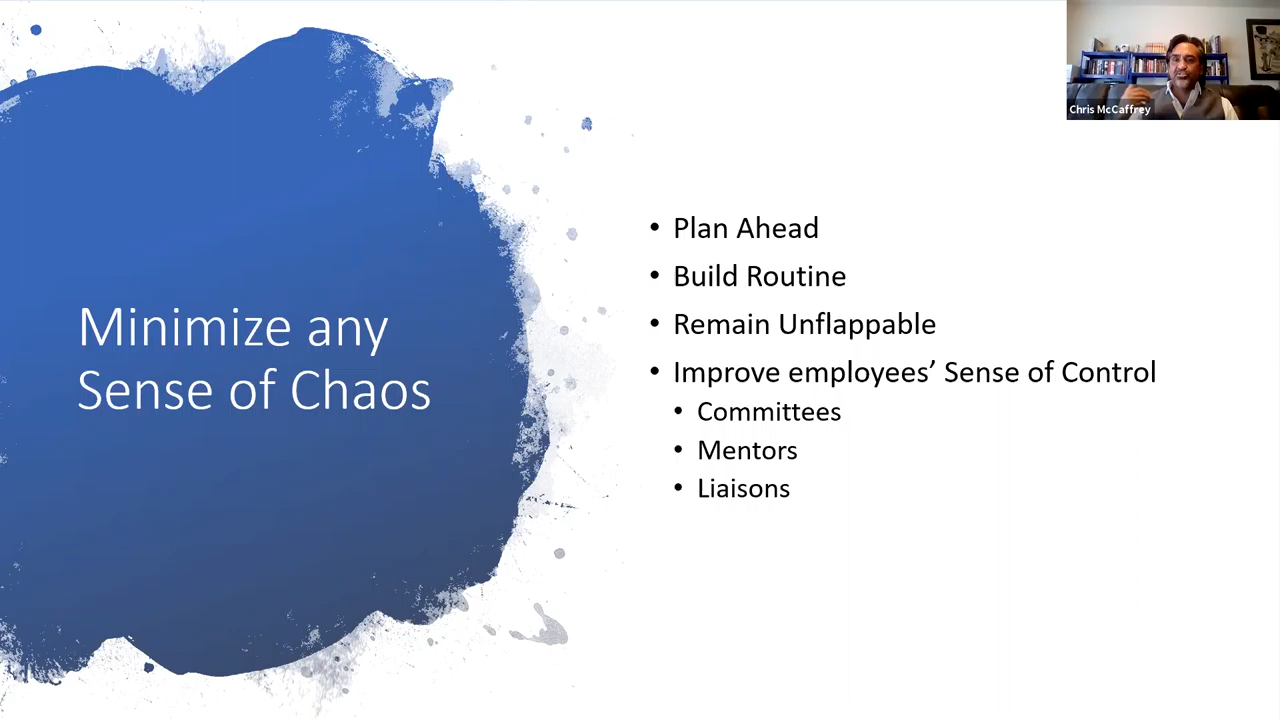 Chris McCaffrey
Minimize any
Sense of Chaos
• Plan Ahead
• Build Routine
• Remain Unflappable
• Improve employees’ Sense of Control
• Committees
• Mentors
• Liaisons